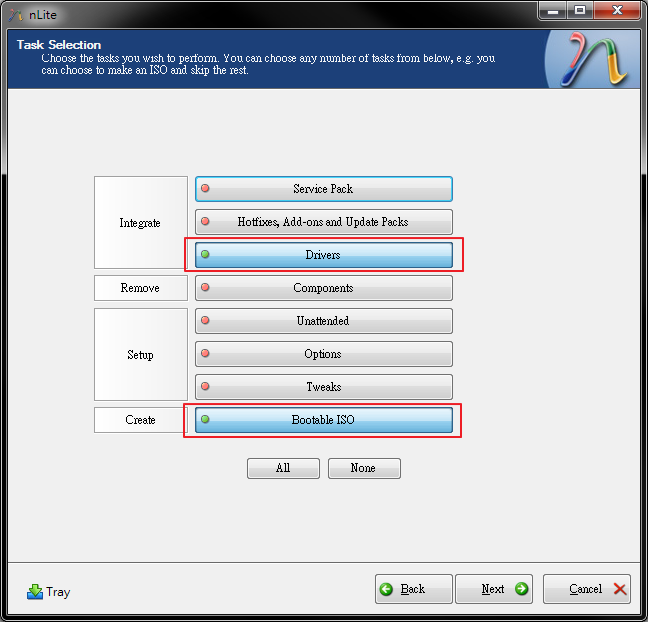 nLite
Task Selection
Choose the tasks you wish to perform. You can choose any number of tasks from below, e.g. you
can choose to make an ISO and skip the rest.
Integrate
Service Pack
Hotfixes, Add-ons and Update Packs
Drivers
Remove
Components
Setup
Unattended
Options
Tweaks
Create
Bootable ISO
All
None
Tray
Back
Next
Cancel